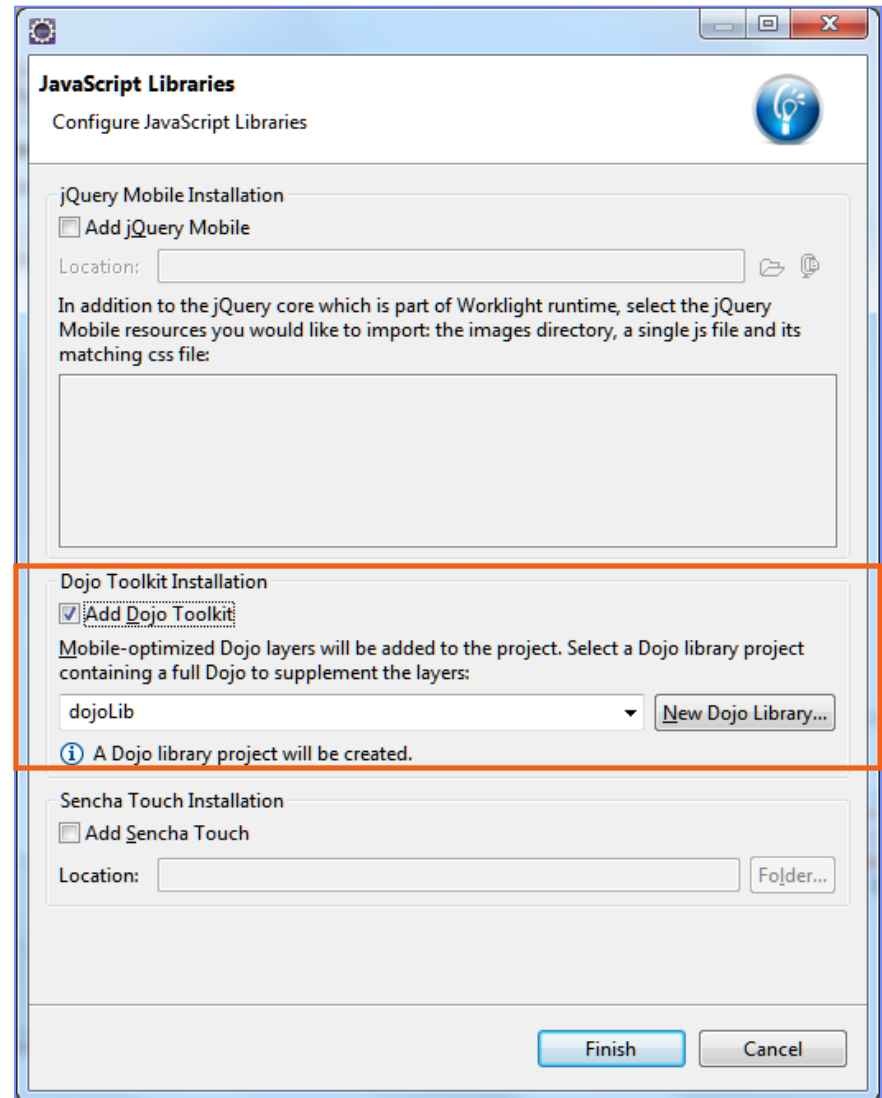 JavaScript Libraries
Configure JavaScript Libraries
jQuery Mobile Installation
Add jQuery Mobile
Location:
In addition to the jQuery core which is part of Worklight runtime, select the jQuery
Mobile resources you would like to import: the images directory, a single js file and its
matching css file:
Dojo Toolkit Installation
Add Dojo Toolkit
Mobile-optimized Dojo layers will be added to the project. Select a Dojo library project
containing a full Dojo to supplement the layers:
dojoLib
New Dojo Library...
A Dojo library project will be created.
Sencha Touch Installation
Add Sencha Touch
Location:
Folder...
Finish
Cancel